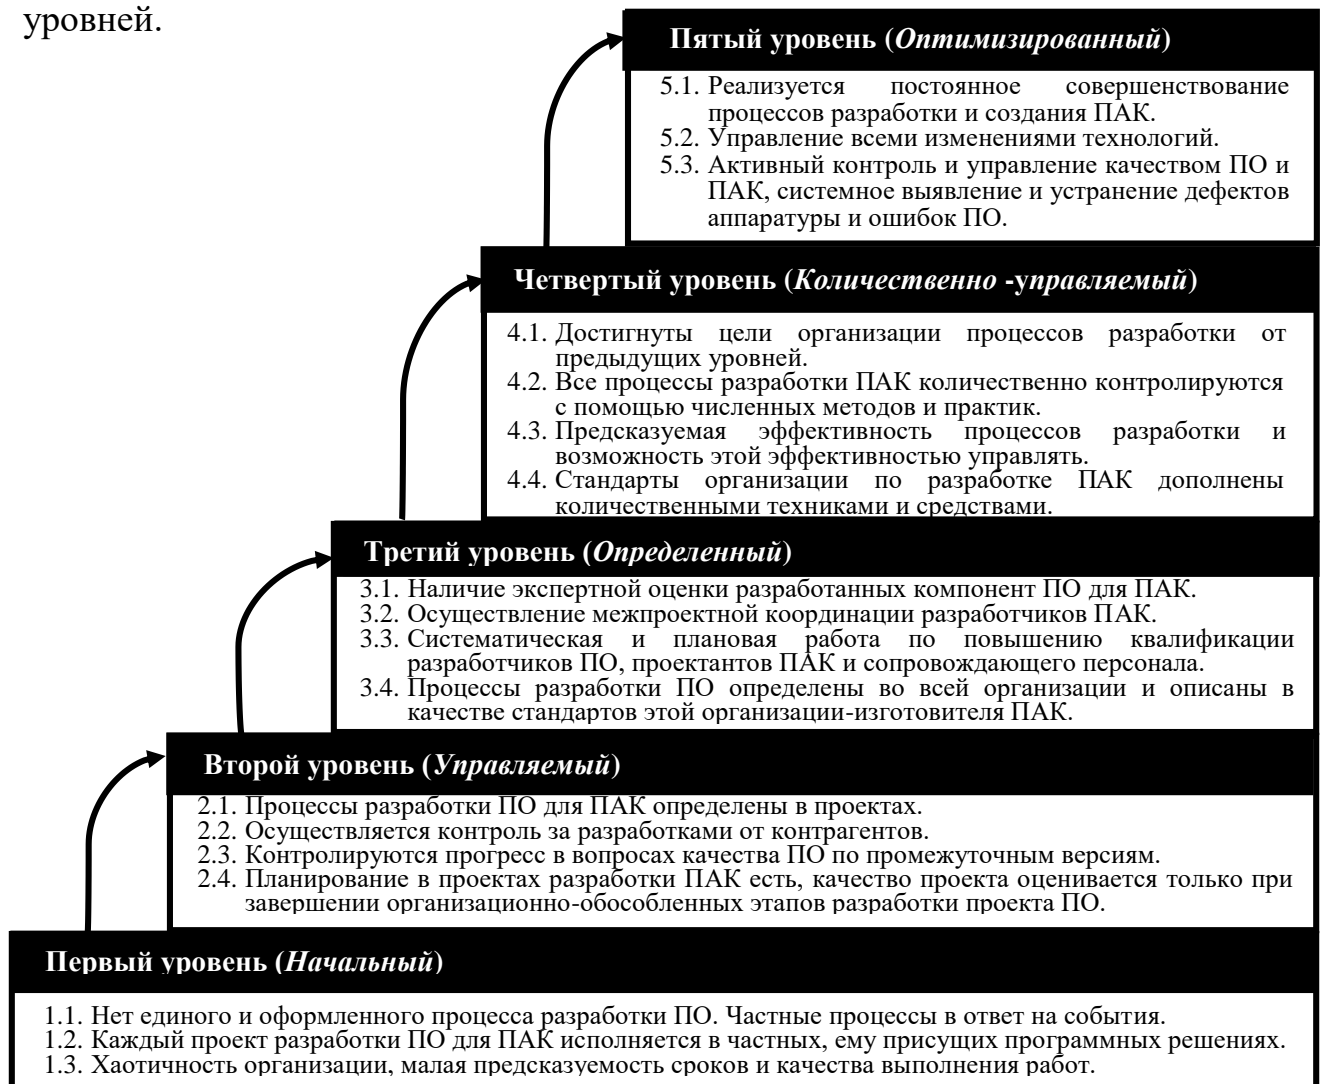 уровней.
Пятый уровень (Оптимизированный)
5.1. Реализуется постоянное совершенствование
процессов разработки и создания ПАК.
5.2. Управление всеми изменениями технологий.
5.3. Активный контроль и управление качеством ПО и
ПАК, системное выявление и устранение дефектов
аппаратуры и ошибок ПО.
Четвертый уровень (Количественно -управляемый)
4.1. Достигнуты цели организации процессов разработки от
предыдущих уровней.
4.2. Все процессы разработки ПАК количественно контролируются
с помощью численных методов и практик.
4.3. Предсказуемая эффективность процессов разработки и
возможность этой эффективностью управлять.
4.4. Стандарты организации по разработке ПАК дополнены
количественными техниками и средствами.
Третий уровень (Определенный)
3.1. Наличие экспертной оценки разработанных компонент ПО для ПАК.
3.2. Осуществление межпроектной координации разработчиков ПАК.
3.3. Систематическая и плановая работа по повышению квалификации
разработчиков ПО, проектантов ПАК и сопровождающего персонала.
3.4. Процессы разработки ПО определены во всей организации и описаны в
качестве стандартов этой организации-изготовителя ПАК.
Второй уровень (Управляемый)
2.1. Процессы разработки ПО для ПАК определены в проектах.
2.2. Осуществляется контроль за разработками от контрагентов.
2.3. Контролируются прогресс в вопросах качества ПО по промежуточным версиям.
2.4. Планирование в проектах разработки ПАК есть, качество проекта оценивается только при
завершении организационно-обособленных этапов разработки проекта ПО.
Первый уровень (Начальный)
1.1. Нет единого и оформленного процесса разработки ПО. Частные процессы в ответ на события.
1.2. Каждый проект разработки ПО для ПАК исполняется в частных, ему присущих программных решениях.
1.3. Хаотичность организации, малая предсказуемость сроков и качества выполнения работ.